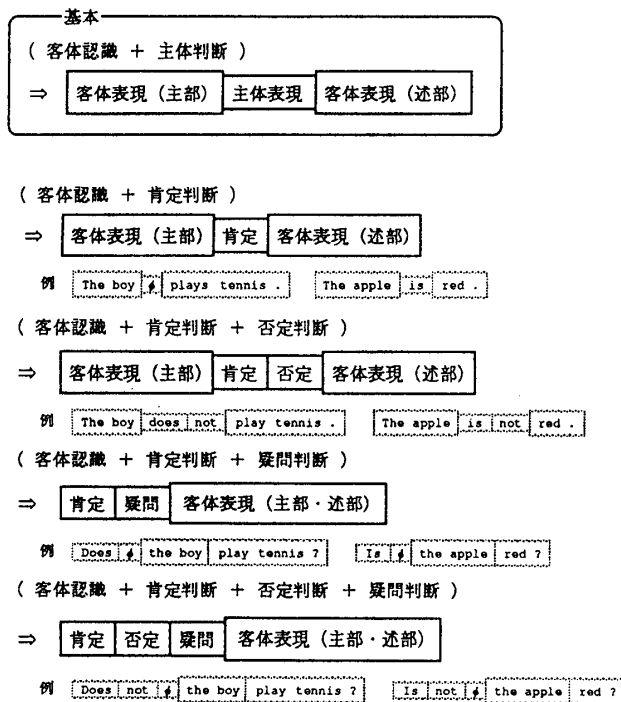 基本
( 客体認識 + 主体判断 )
⇒ 客体表現 (主部) 主体表現 客体表現 (述部)
( 客体認識 + 肯定判断 )
⇒ 客体表現 (主部) 肯定 客体表現 (述部)
例 The boy φ plays tennis . The apple is red .
( 客体認識 + 肯定判断 + 否定判断 )
⇒ 客体表現 (主部) 肯定 否定 客体表現 (述部)
例 The boy does not play tennis . The apple is not red .
( 客体認識 + 肯定判断 + 疑問判断 )
⇒ 肯定 疑問 客体表現 (主部・述部)
例 Does φ the boy play tennis ? Is φ the apple red ?
( 客体認識 + 肯定判断 + 否定判断 + 疑問判断 )
⇒ 肯定 否定 疑問 客体表現 (主部・述部)
例 Does not φ the boy play tennis ? Is not φ the apple red ?